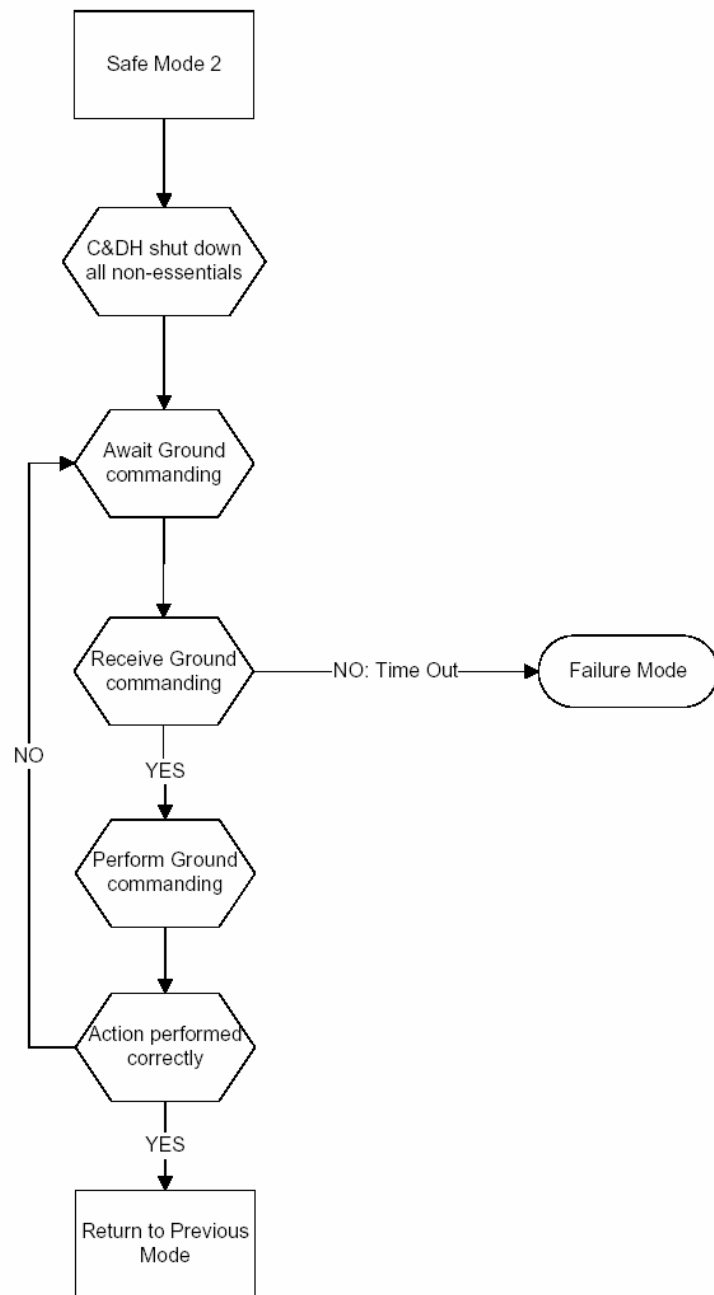 Safe Mode 2
C&DH shut down
all non-essentials
Await Ground
commanding
Receive Ground
commanding
NO: Time Out
Failure Mode
NO
YES
Perform Ground
commanding
Action performed
correctly
YES
Return to Previous
Mode